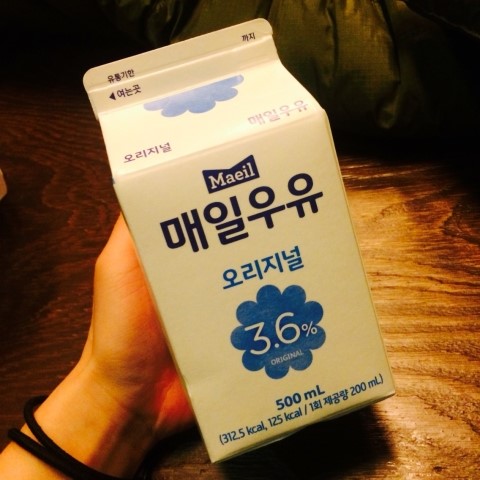 유통기한 까지
◀여는곳
오리지널 매일우유
Maeil
매일우유
오리지널
3.6%
ORIGINAL
500 mL
(312.5 kcal, 125 kcal / 1회 제공량 200 mL)